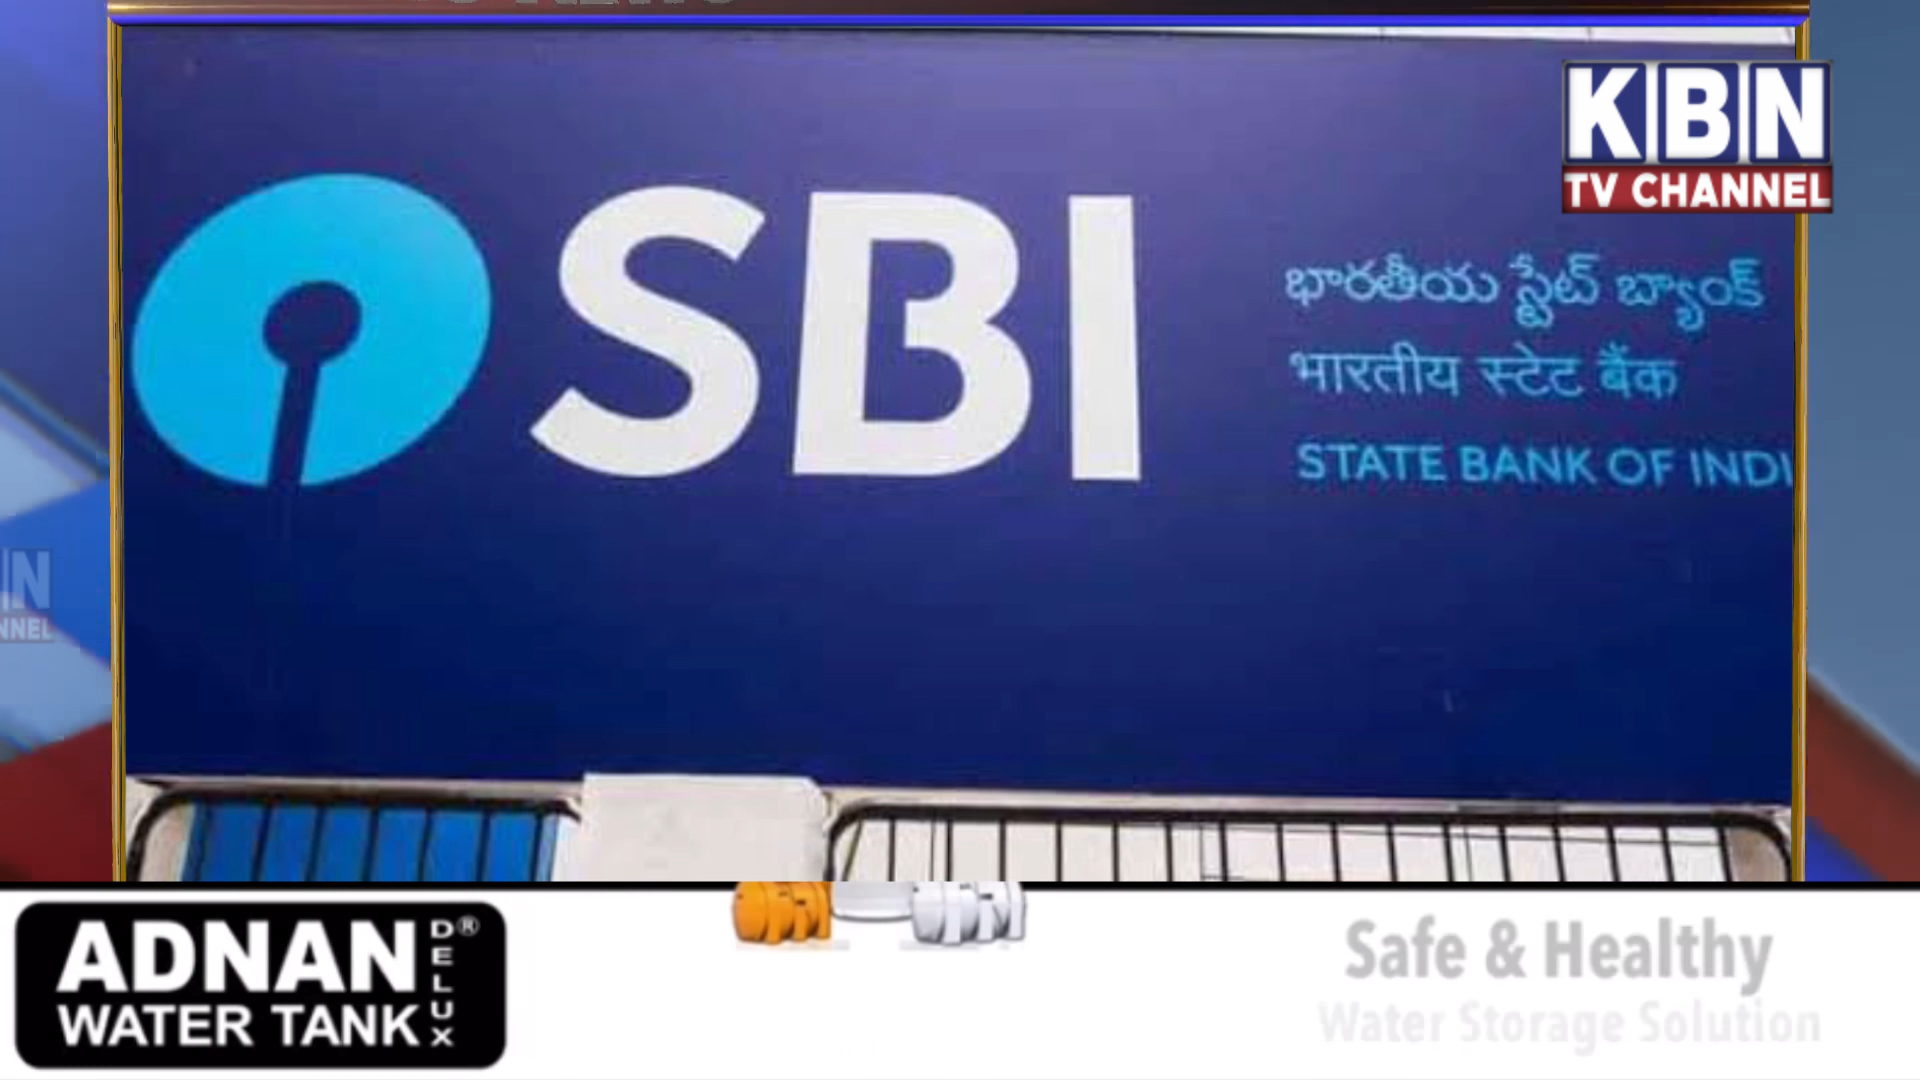 KBN
TV CHANNEL
SBI
భారతీయ స్టేట్ బ్యాంక్
भारतीय स्टेट बैंक
STATE BANK OF INDI
N
NNEL
ADNAN
DELUX®
WATER TANK
Safe & Healthy
Water Storage Solution